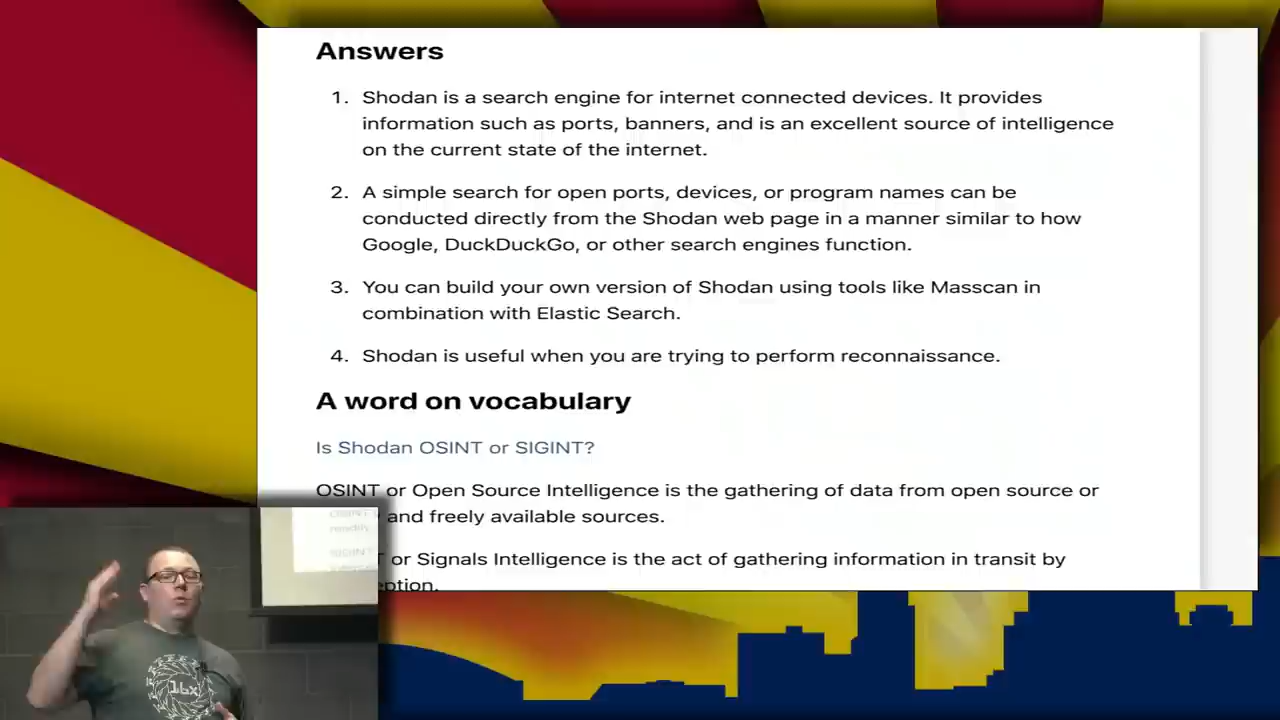 Answers
1. Shodan is a search engine for internet connected devices. It provides
information such as ports, banners, and is an excellent source of intelligence
on the current state of the internet.
2. A simple search for open ports, devices, or program names can be
conducted directly from the Shodan web page in a manner similar to how
Google, DuckDuckGo, or other search engines function.
3. You can build your own version of Shodan using tools like Masscan in
combination with Elastic Search.
4. Shodan is useful when you are trying to perform reconnaissance.
A word on vocabulary
Is Shodan OSINT or SIGINT?
OSINT or Open Source Intelligence is the gathering of data from open source or
and freely available sources.
or Signals Intelligence is the act of gathering information in transit by